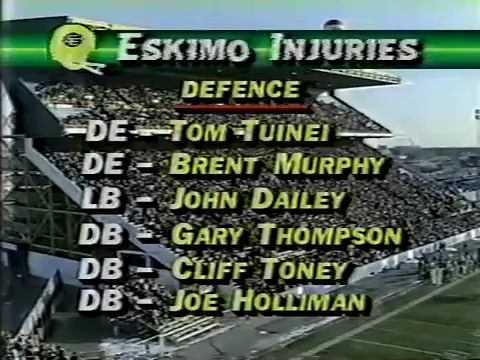 ESKIMO INJURIES
DEFENCE
DE - TOM TUINEI
DE - BRENT MURPHY
LB - JOHN DAILEY
DB - GARY THOMPSON
DB - CLIFF TONEY
DB - JOE HOLLIMAN